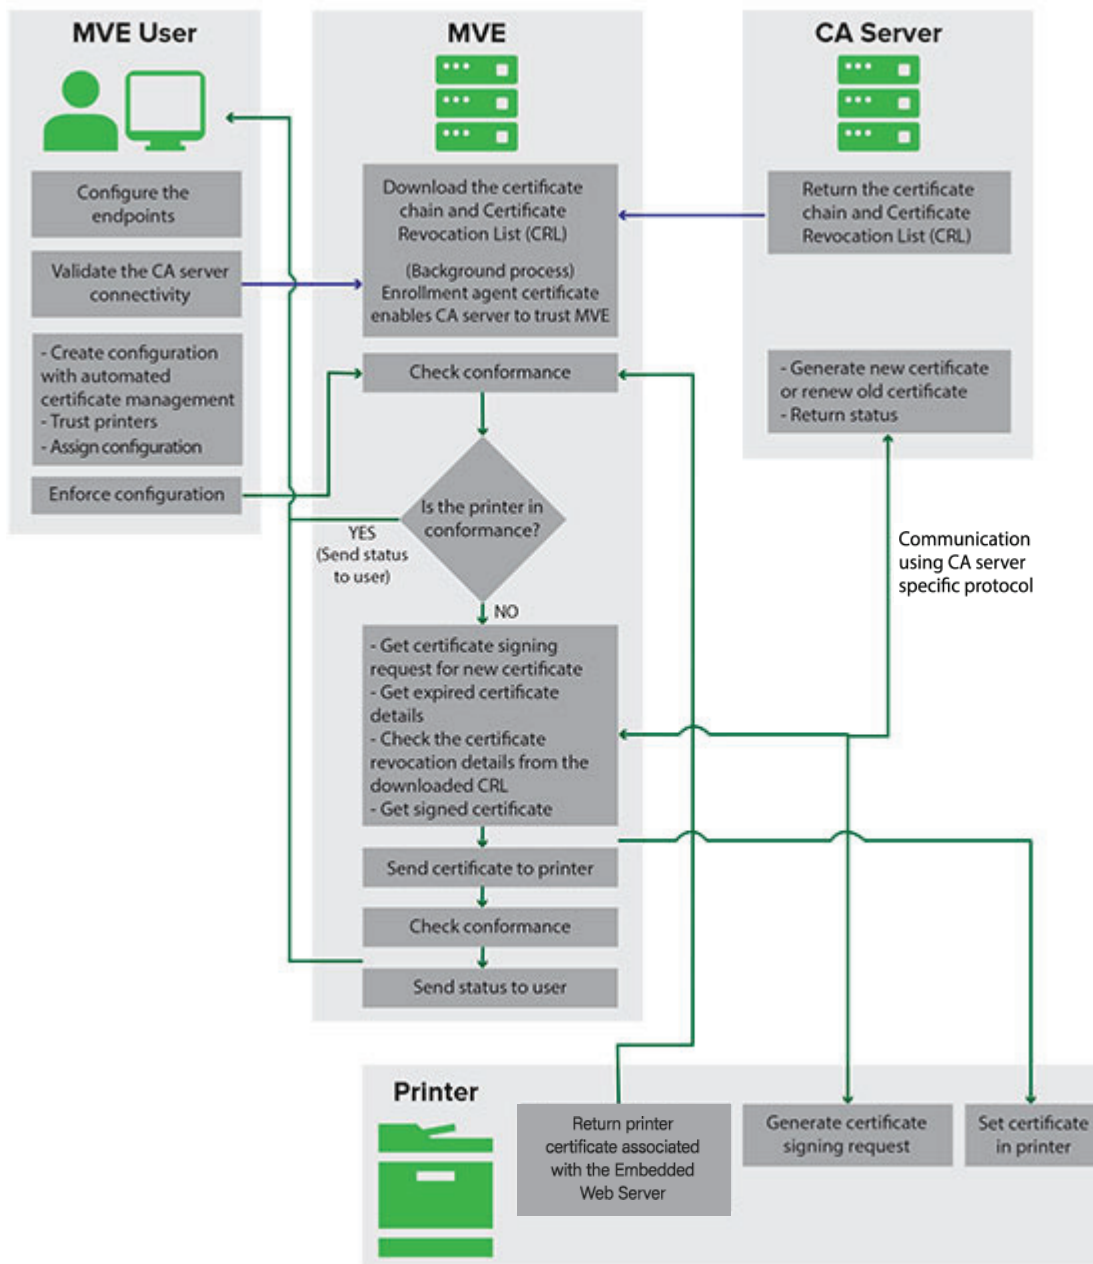 MVE User
Configure the
endpoints
Validate the CA server
connectivity
- Create configuration
with automated
certificate management
- Trust printers
- Assign configuration
Enforce configuration
MVE
Download the certificate
chain and Certificate
Revocation List (CRL)
(Background process)
Enrollment agent certificate
enables CA server to trust MVE
Check conformance
Is the printer in
conformance?
YES
(Send status
to user)
NO
- Get certificate signing
request for new certificate
- Get expired certificate
details
- Check the certificate
revocation details from the
downloaded CRL
- Get signed certificate
Send certificate to printer
Check conformance
Send status to user
CA Server
Return the certificate
chain and Certificate
Revocation List (CRL)
- Generate new certificate
or renew old certificate
- Return status
Communication
using CA server
specific protocol
Printer
Return printer
certificate associated
with the Embedded
Web Server
Generate certificate
signing request
Set certificate
in printer